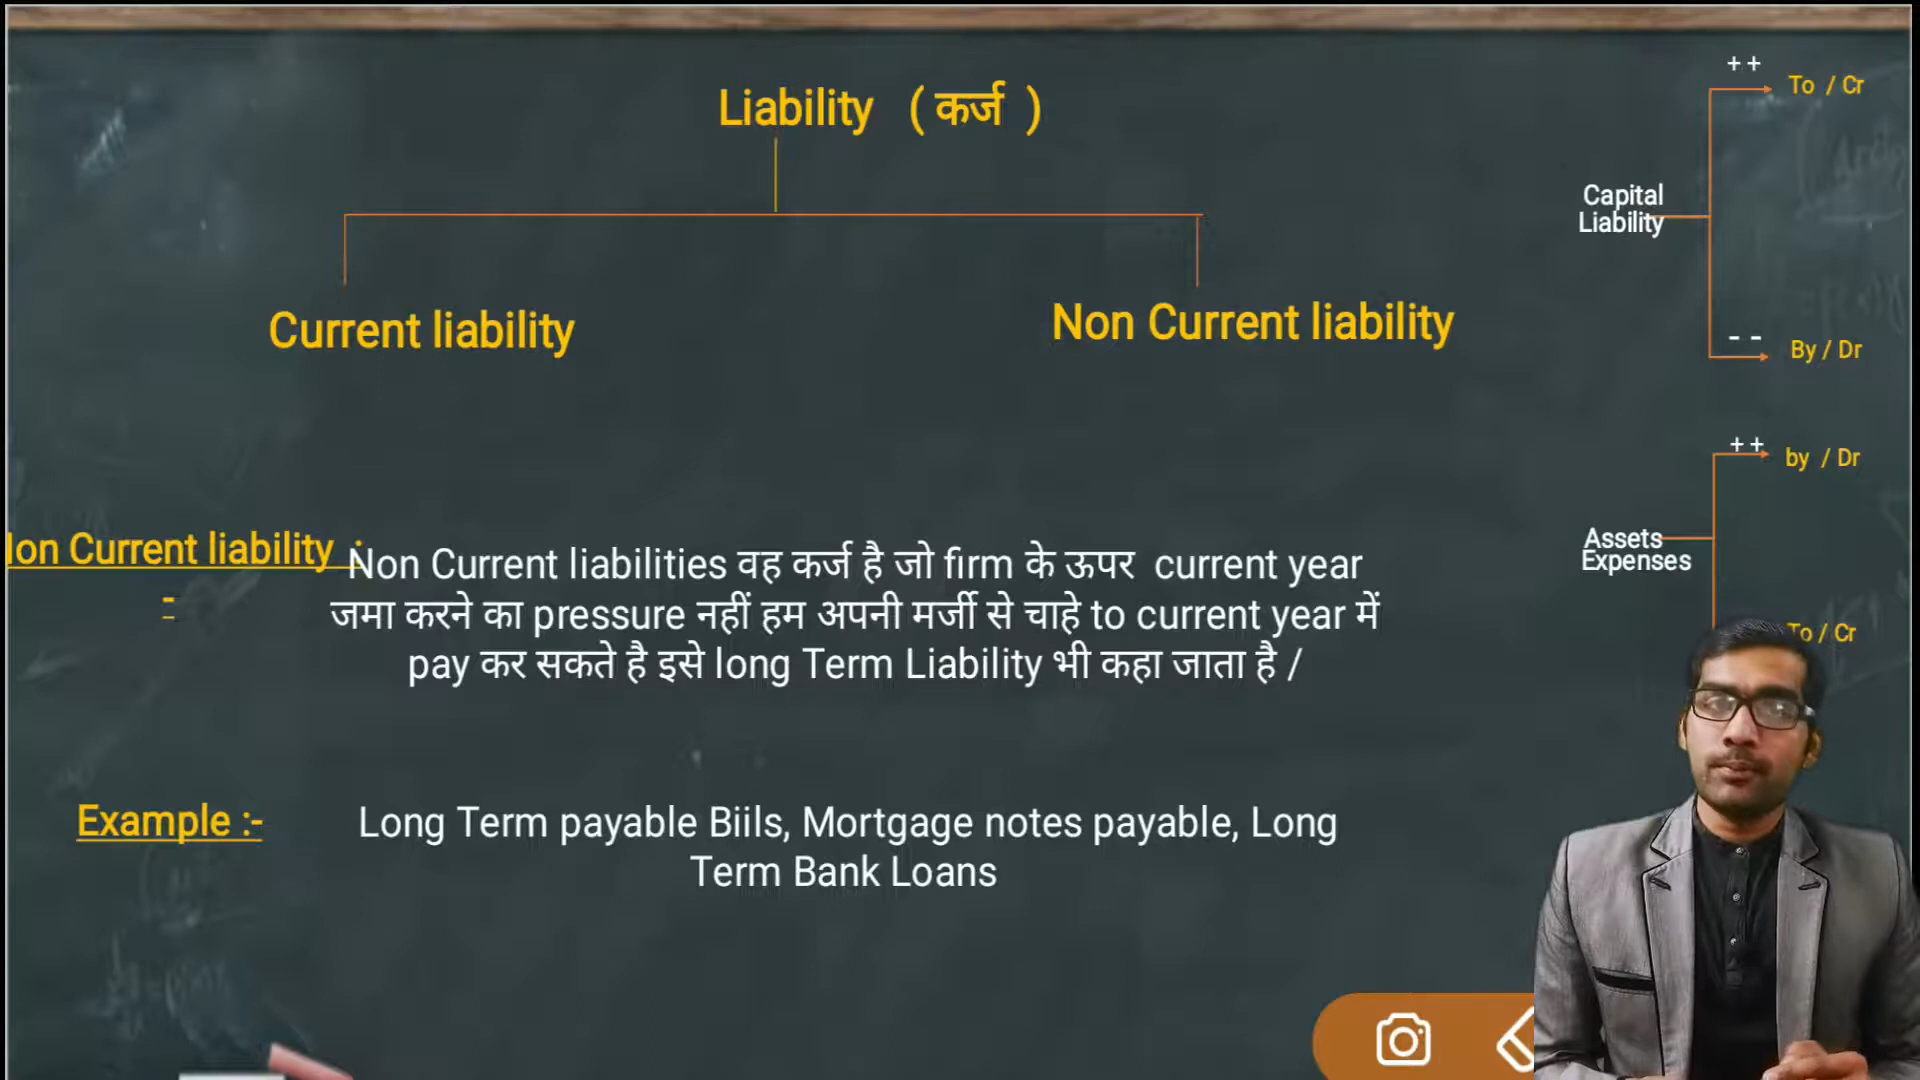 Liability ( कर्ज )
Current liability
Non Current liability
Ion Current liability :
-
Non Current liabilities वह कर्ज है जो firm के ऊपर current year
जमा करने का pressure नहीं हम अपनी मर्जी से चाहे to current year में
pay कर सकते है इसे long Term Liability भी कहा जाता है /
Example :-
Long Term payable Biils, Mortgage notes payable, Long
Term Bank Loans
++
To / Cr
Capital
Liability
- -
By / Dr
++
by / Dr
Assets
Expenses
To / Cr